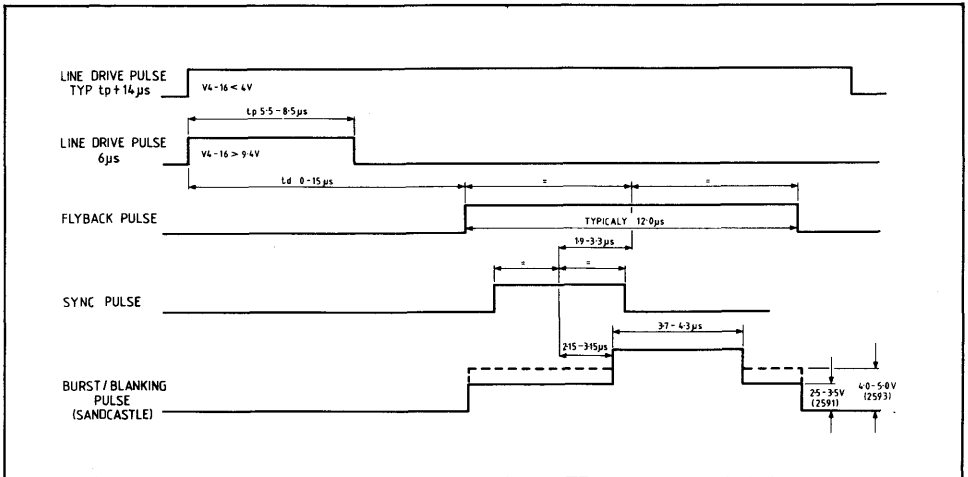 LINE DRIVE PULSE
TYP tp+14µs
V4-16 < 4V
tp 5·5-8·5µs
LINE DRIVE PULSE
6µs
V4-16 > 9·4V
td 0-15µs
=
=
FLYBACK PULSE
TYPICALY 12·0µs
1·9-3·3µs
=
=
SYNC PULSE
3·7-4·3µs
2·15-3·15µs
BURST/BLANKING
PULSE
(SANDCASTLE)
2·5-3·5V
(2591)
4·0-5·0V
(2593)